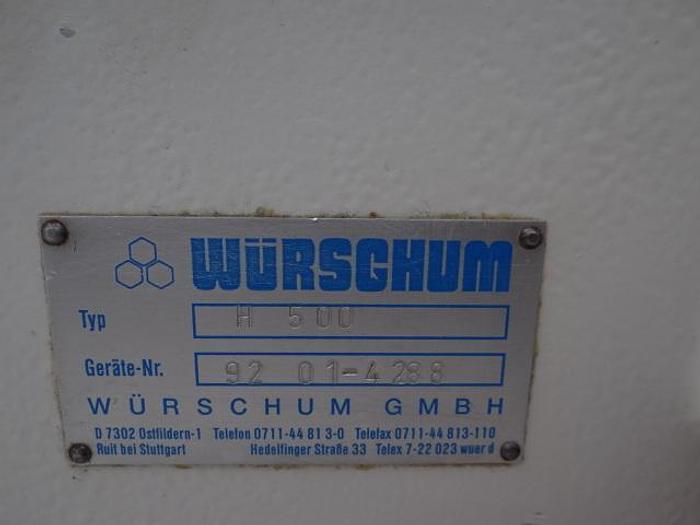 WÜRSCHUM
Typ H 500
Geräte-Nr. 92 01-4288
WÜRSCHUM GMBH
D 7302 Ostfildern-1 Telefon 0711-44 81 3-0 Telefax 0711-44 813-110
Ruit bei Stuttgart Hedelfinger Straße 33 Telex 7-22 023 wuer d